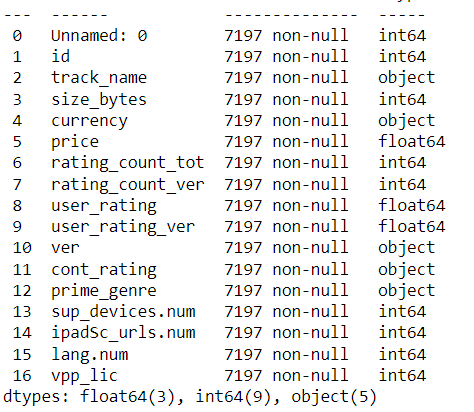 ---  ------             --------------  -----
 0   Unnamed: 0         7197 non-null   int64
 1   id                 7197 non-null   int64
 2   track_name         7197 non-null   object
 3   size_bytes         7197 non-null   int64
 4   currency           7197 non-null   object
 5   price              7197 non-null   float64
 6   rating_count_tot   7197 non-null   int64
 7   rating_count_ver   7197 non-null   int64
 8   user_rating        7197 non-null   float64
 9   user_rating_ver    7197 non-null   float64
 10  ver                7197 non-null   object
 11  cont_rating        7197 non-null   object
 12  prime_genre        7197 non-null   object
 13  sup_devices.num    7197 non-null   int64
 14  ipadSc_urls.num    7197 non-null   int64
 15  lang.num           7197 non-null   int64
 16  vpp_lic            7197 non-null   int64
dtypes: float64(3), int64(9), object(5)